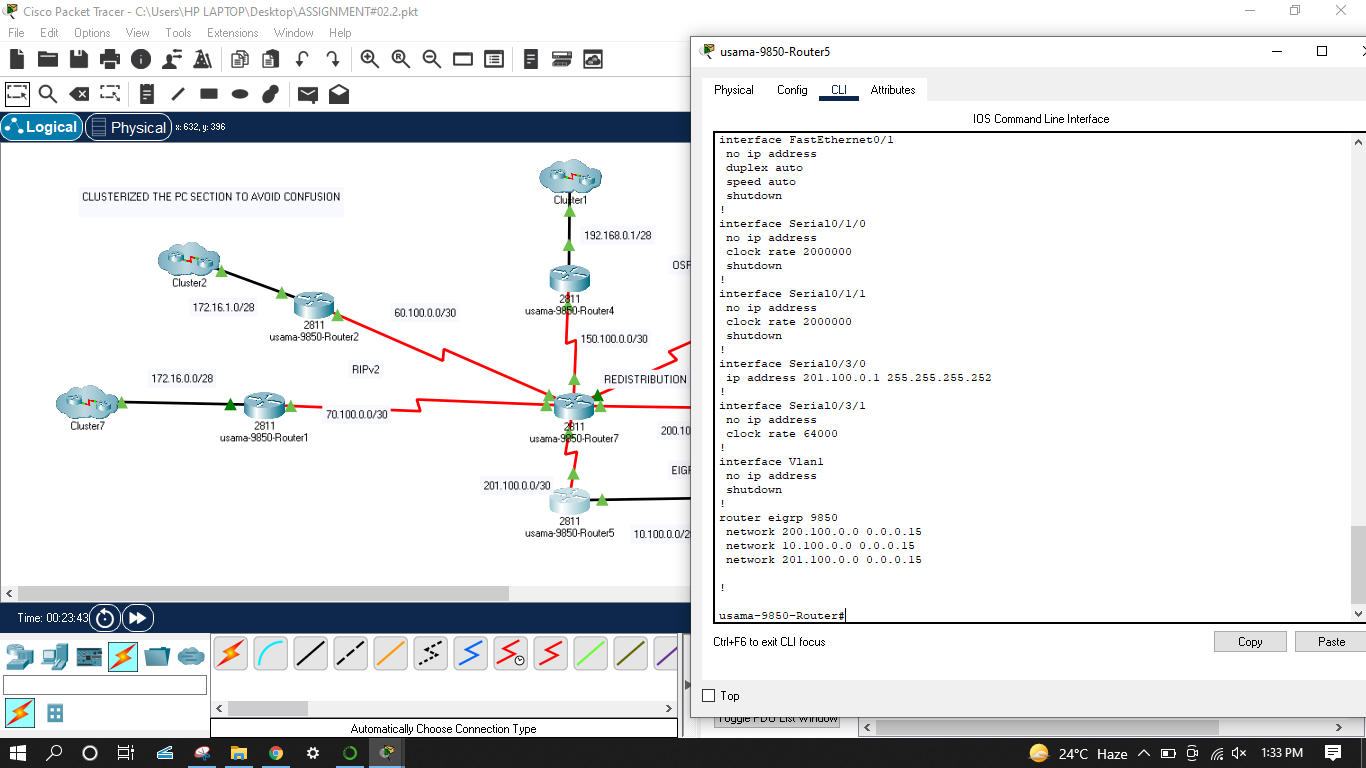 Cisco Packet Tracer - C:\Users\HP LAPTOP\Desktop\ASSIGNMENT#02.2.pkt
File Edit Options View Tools Extensions Window Help
Logical
Physical
x: 632, y: 396
CLUSTERIZED THE PC SECTION TO AVOID CONFUSION
Cluster1
192.168.0.1/28
OSP
Cluster2
172.16.1.0/28
2811
usama-9850-Router2
60.100.0.0/30
2811
usama-9850-Router4
150.100.0.0/30
RIPv2
172.16.0.0/28
REDISTRIBUTION
Cluster7
2811
usama-9850-Router1
70.100.0.0/30
2811
usama-9850-Router7
200.10
EIGR
201.100.0.0/30
2811
usama-9850-Router5
10.100.0.0/2
Time: 00:23:43
Automatically Choose Connection Type
usama-9850-Router5
Physical Config CLI Attributes
IOS Command Line Interface
interface FastEthernet0/1
no ip address
duplex auto
speed auto
shutdown
!
interface Serial0/1/0
no ip address
clock rate 2000000
shutdown
!
interface Serial0/1/1
no ip address
clock rate 2000000
shutdown
!
interface Serial0/3/0
ip address 201.100.0.1 255.255.255.252
!
interface Serial0/3/1
no ip address
clock rate 64000
!
interface Vlan1
no ip address
shutdown
!
router eigrp 9850
network 200.100.0.0 0.0.0.15
network 10.100.0.0 0.0.0.15
network 201.100.0.0 0.0.0.15
!
usama-9850-Router#
Ctrl+F6 to exit CLI focus
Copy
Paste
Top
Toggle PDU List Window
24°C Haze
1:33 PM